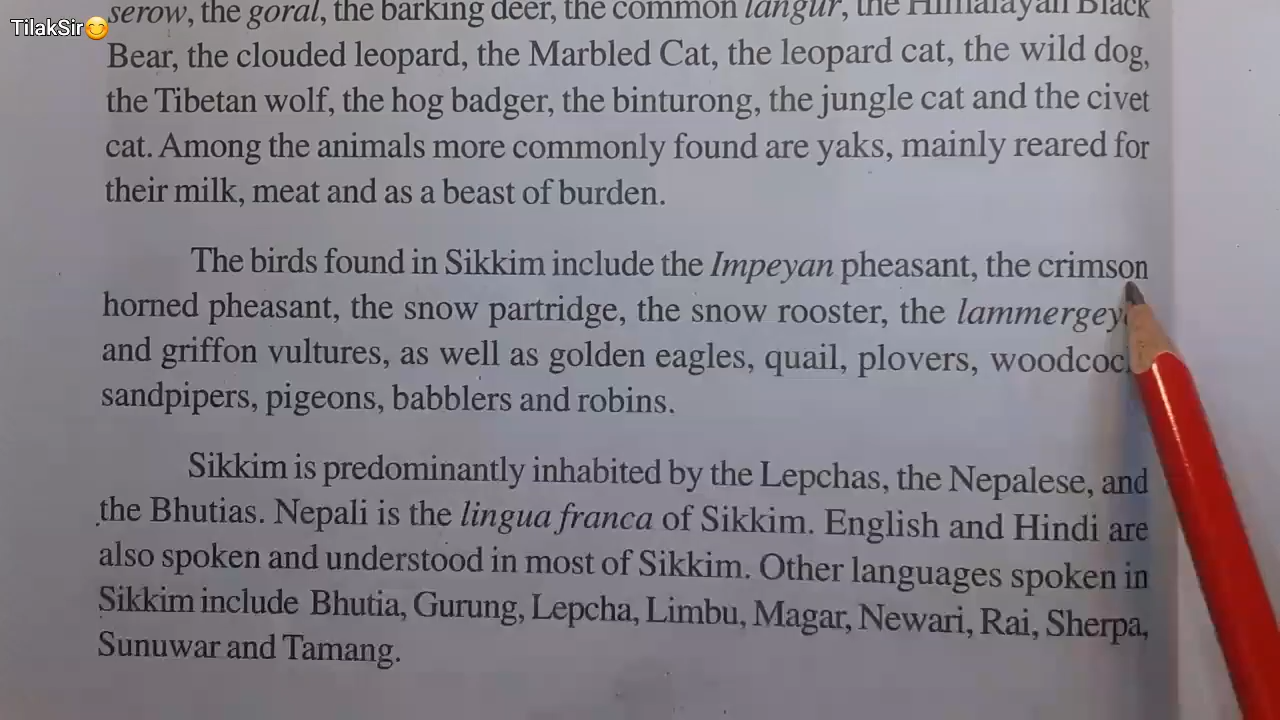 TilakSir😊
serow, the goral, the barking deer, the common langur, the Himalayan Black
Bear, the clouded leopard, the Marbled Cat, the leopard cat, the wild dog,
the Tibetan wolf, the hog badger, the binturong, the jungle cat and the civet
cat. Among the animals more commonly found are yaks, mainly reared for
their milk, meat and as a beast of burden.
The birds found in Sikkim include the Impeyan pheasant, the crimson
horned pheasant, the snow partridge, the snow rooster, the
and griffon vultures, as well as golden eagles, quail, plovers,
sandpipers, pigeons, babblers and robins.
Sikkim is predominantly inhabited by the Lepchas, the Nepalese, and
the Bhutias. Nepali is the lingua franca of Sikkim. English and Hindi are
also spoken and understood in most of Sikkim. Other languages spoken in
Sikkim include Bhutia, Gurung, Lepcha, Limbu, Magar, Newari, Rai, Sherpa,
Sunuwar and Tamang.